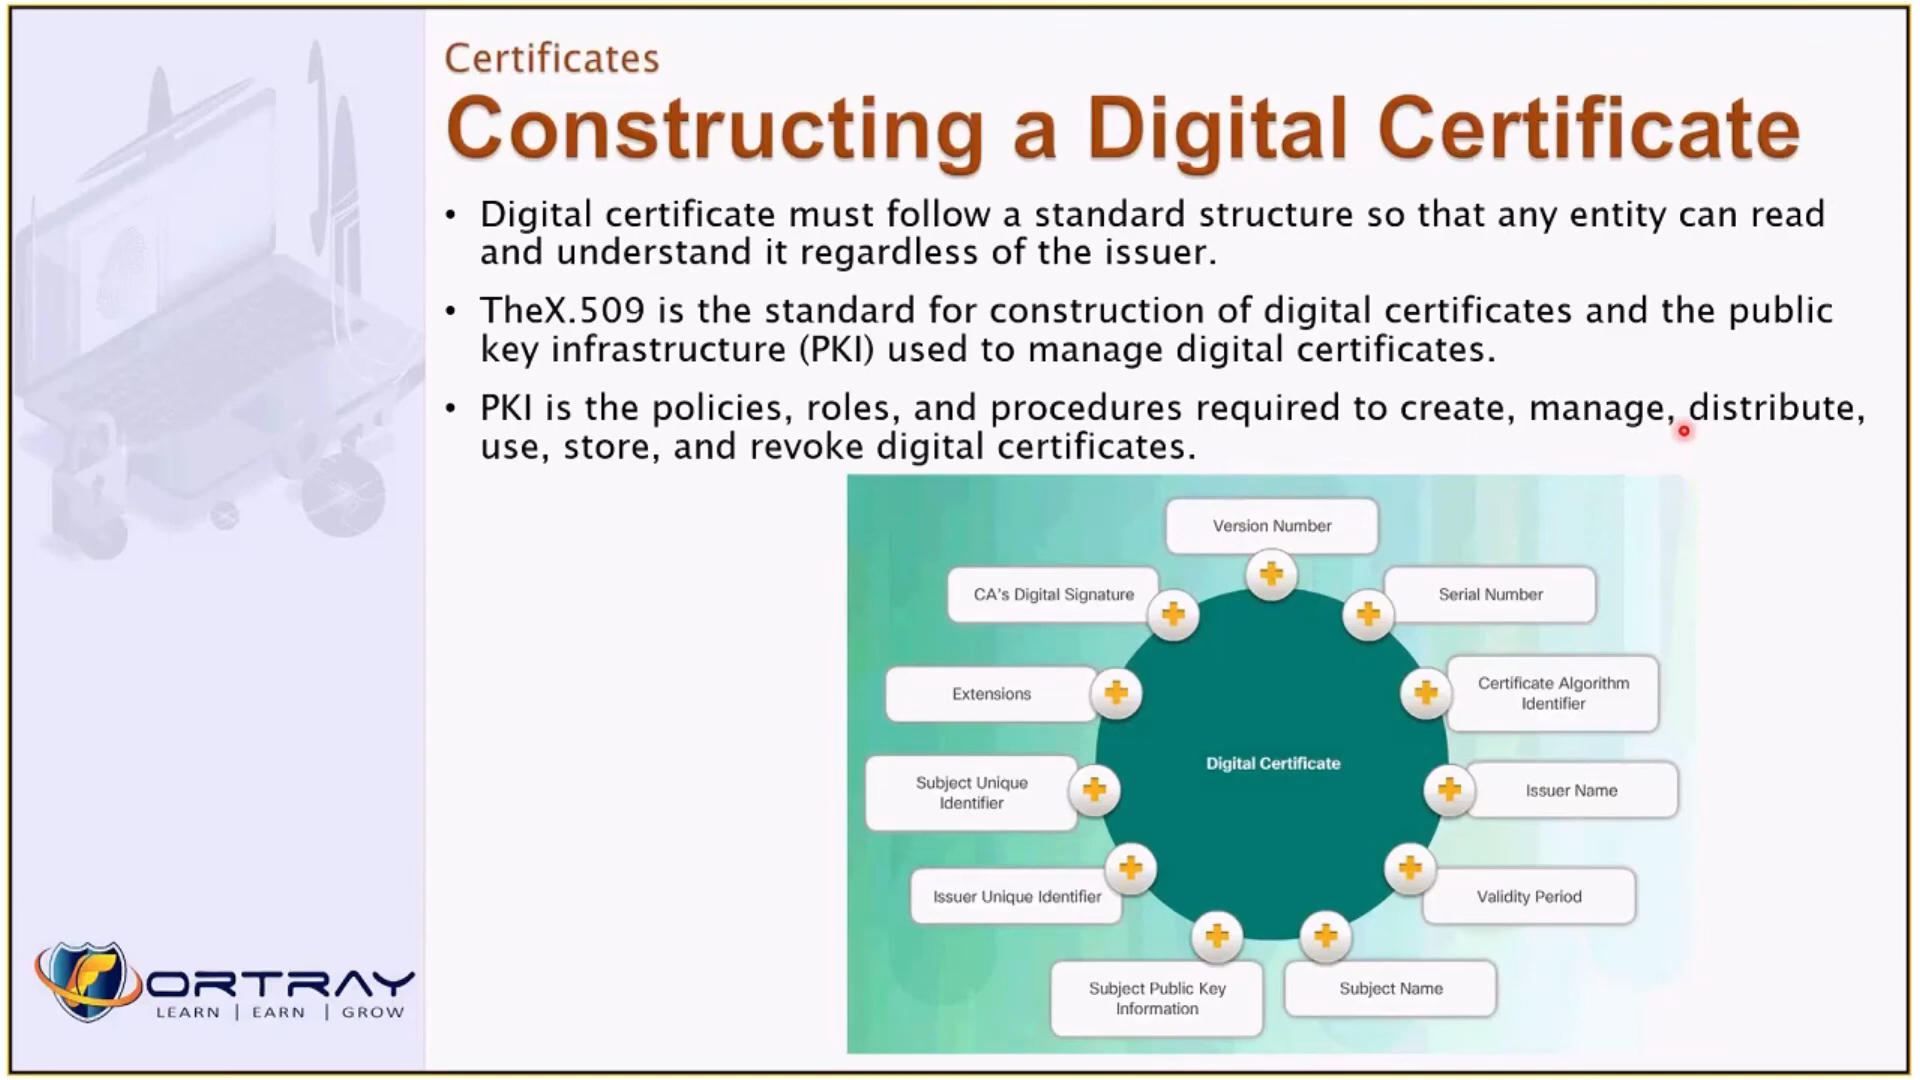 Certificates
Constructing a Digital Certificate
• Digital certificate must follow a standard structure so that any entity can read
and understand it regardless of the issuer.
• TheX.509 is the standard for construction of digital certificates and the public
key infrastructure (PKI) used to manage digital certificates.
• PKI is the policies, roles, and procedures required to create, manage, distribute,
use, store, and revoke digital certificates.
Version Number
CA's Digital Signature
Serial Number
Extensions
Certificate Algorithm
Identifier
Digital Certificate
Subject Unique
Identifier
Issuer Name
Issuer Unique Identifier
Validity Period
Subject Public Key
Information
Subject Name
FORTRAY
LEARN | EARN | GROW